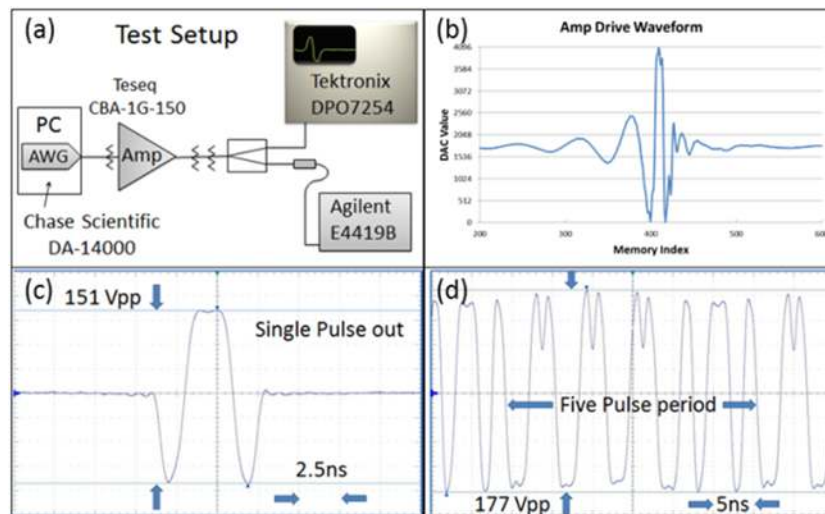 (a)
Test Setup
Teseq
CBA-1G-150
PC
AWG
Amp
Tektronix
DPO7254
Chase Scientific
DA-14000
Agilent
E4419B
(b)
Amp Drive Waveform
DAC Value
4096
3584
3072
2560
2048
1536
1024
512
0
200
300
400
500
600
Memory Index
(c)
151 Vpp
Single Pulse out
2.5ns
(d)
Five Pulse period
177 Vpp
5ns